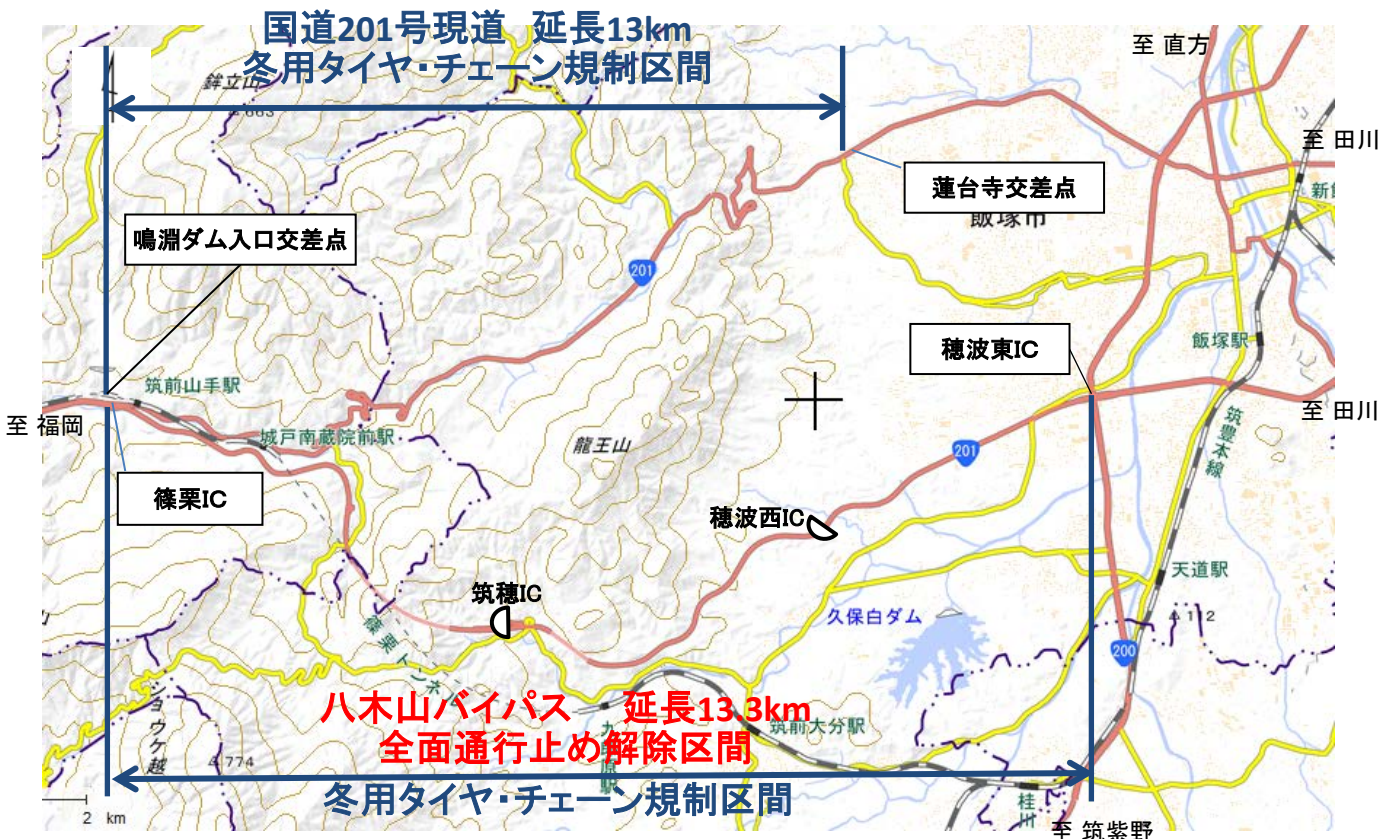 国道201号現道　延長13km
冬用タイヤ・チェーン規制区間
至 直方
鉾立山
663
至 田川
蓮台寺交差点
飯塚市
鳴淵ダム入口交差点
201
穂波東IC
飯塚駅
筑前山手駅
至 福岡
至 田川
城戸南蔵院前駅
龍王山
筑豊本線
201
篠栗IC
穂波西IC
天道駅
筑穂IC
久保白ダム
篠栗トンネル
200
八木山バイパス　延長13.3km
全面通行止め解除区間
筑前大分駅
九郎原駅
ショウケ越
774
冬用タイヤ・チェーン規制区間
2 km
至 筑紫野